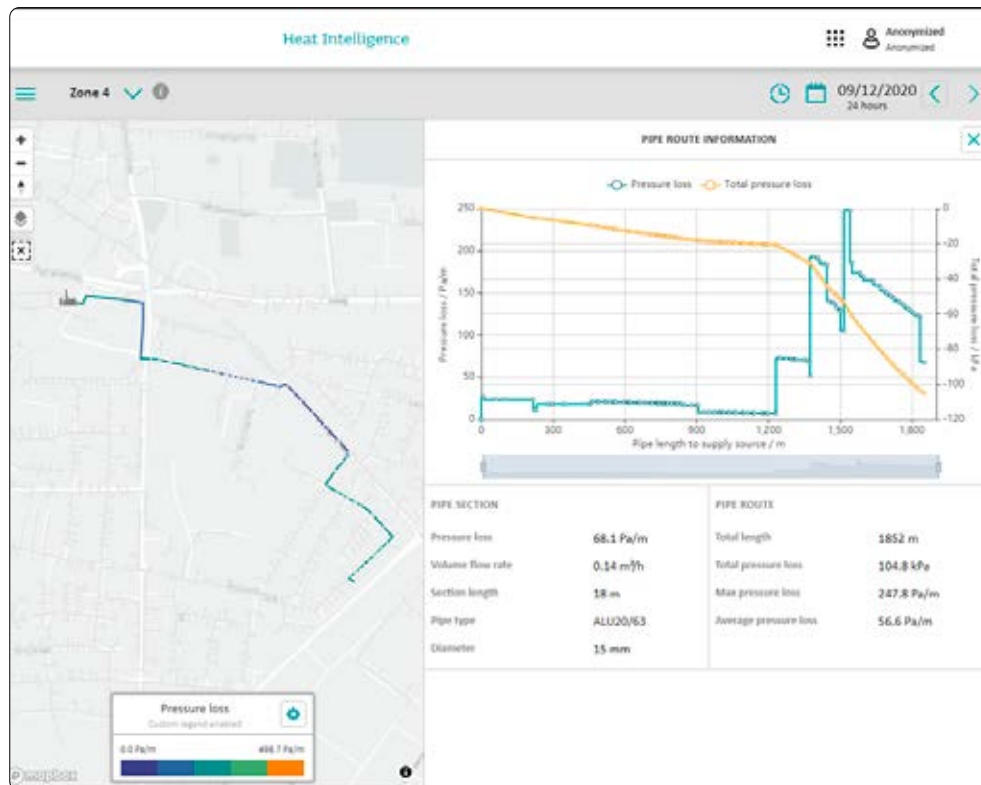 Heat Intelligence
Anonymized
Anonymized
Zone 4
09/12/2020
24 hours
PIPE ROUTE INFORMATION
Pressure loss
Total pressure loss
Pressure loss / Pa/m
250
200
150
100
50
0
0
-20
-40
-60
-80
-100
-120
Total pressure loss / kPa
0
300
600
900
1,200
1,500
1,800
Pipe length to supply source / m
PIPE SECTION
Pressure loss 68.1 Pa/m
Volume flow rate 0.14 m³/h
Section length 18 m
Pipe type ALU20/63
Diameter 15 mm
PIPE ROUTE
Total length 1852 m
Total pressure loss 104.8 kPa
Max pressure loss 247.8 Pa/m
Average pressure loss 56.6 Pa/m
Pressure loss
Custom legend enabled
0.0 Pa/m
mapbox